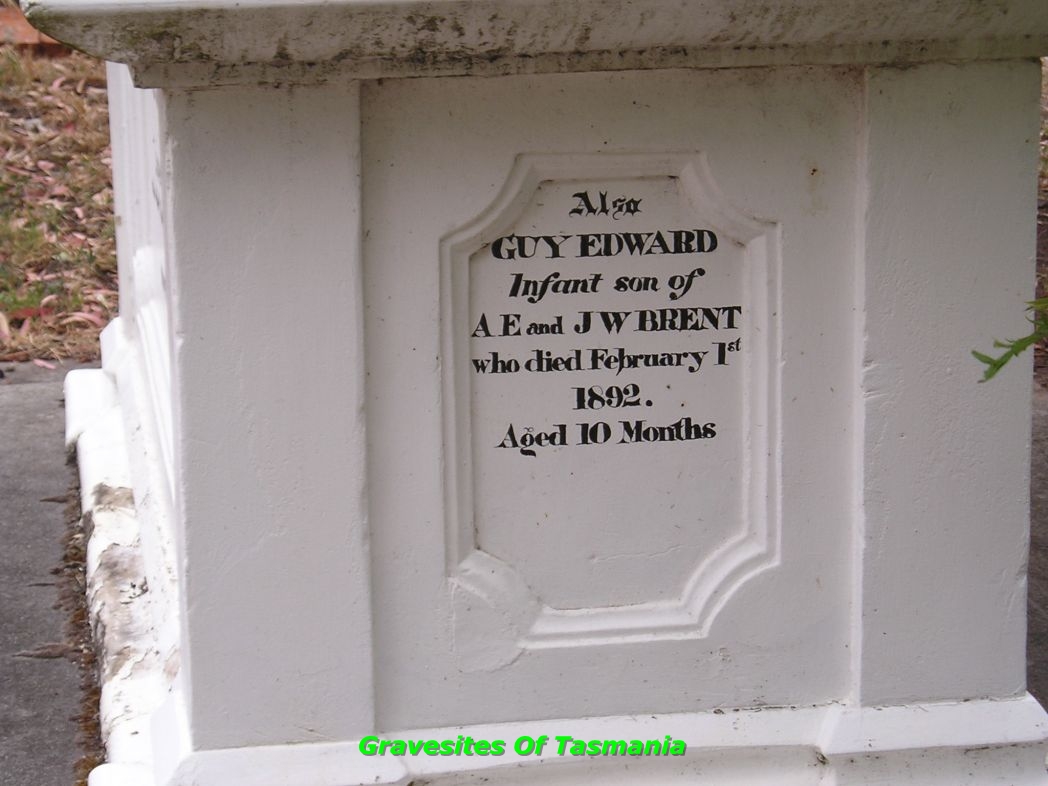 Also
GUY EDWARD
Infant son of
A E and J W BRENT
who died February 1st
1892.
Aged 10 Months
Gravesites Of Tasmania